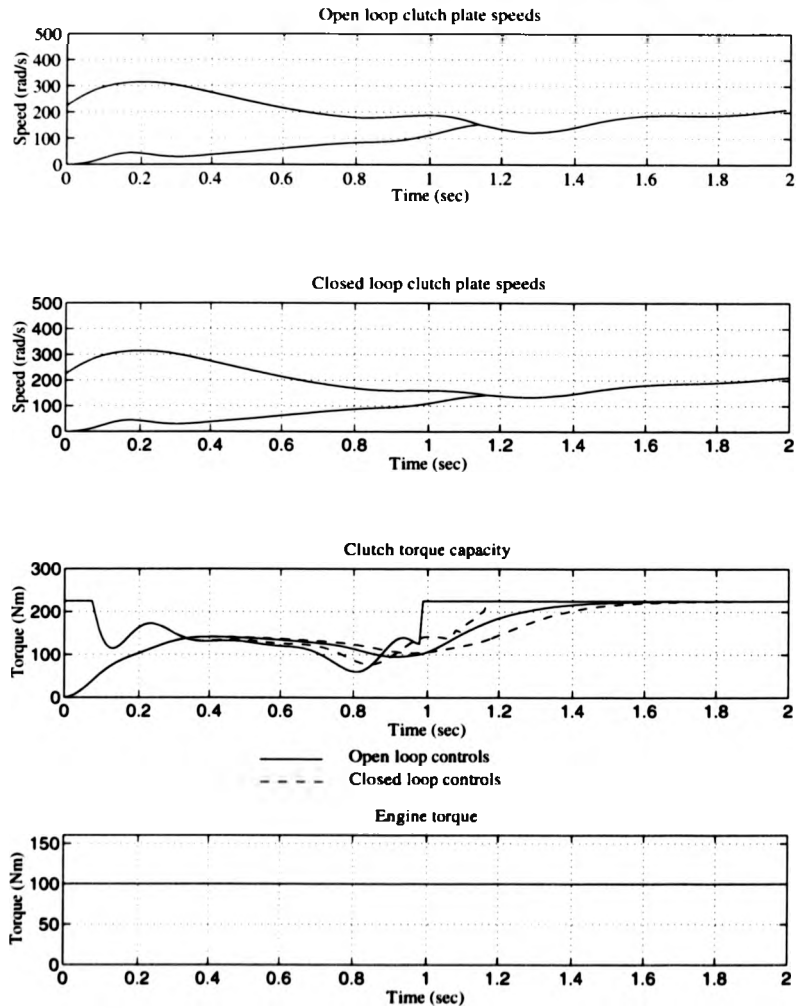 Open loop clutch plate speeds
Speed (rad/s)
500
400
300
200
100
0
0 0.2 0.4 0.6 0.8 1 1.2 1.4 1.6 1.8 2
Time (sec)
Closed loop clutch plate speeds
Speed (rad/s)
500
400
300
200
100
0
0 0.2 0.4 0.6 0.8 1 1.2 1.4 1.6 1.8 2
Time (sec)
Clutch torque capacity
Torque (Nm)
300
200
100
0
0 0.2 0.4 0.6 0.8 1 1.2 1.4 1.6 1.8 2
Time (sec)
Open loop controls
Closed loop controls
Engine torque
Torque (Nm)
150
100
50
0
0 0.2 0.4 0.6 0.8 1 1.2 1.4 1.6 1.8 2
Time (sec)